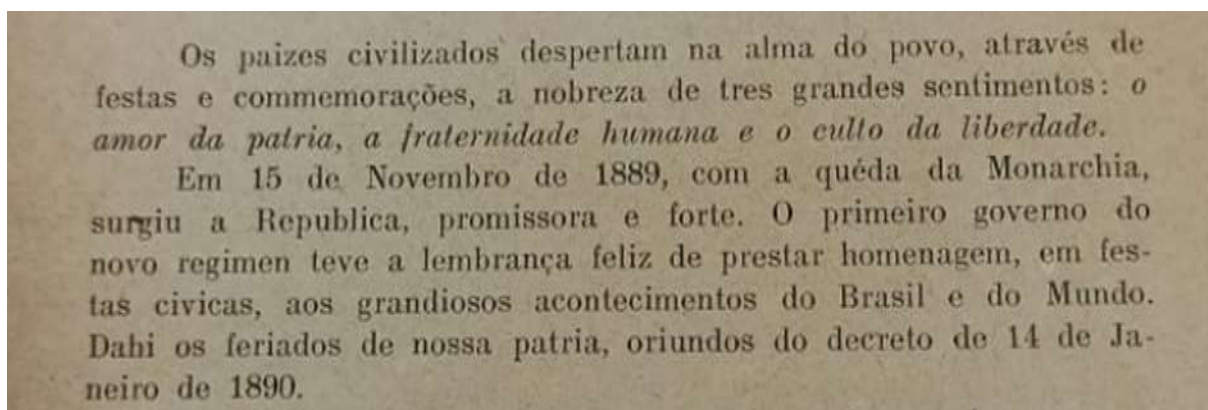 Os paizes civilizados despertam na alma do povo, através de
festas e commemorações, a nobreza de tres grandes sentimentos: o
amor da patria, a fraternidade humana e o culto da liberdade.
Em 15 de Novembro de 1889, com a quéda da Monarchia,
surgiu a Republica, promissora e forte. O primeiro governo do
novo regimen teve a lembrança feliz de prestar homenagem, em fes-
tas civicas, aos grandiosos acontecimentos do Brasil e do Mundo.
Dahi os feriados de nossa patria, oriundos do decreto de 14 de Ja-
neiro de 1890.